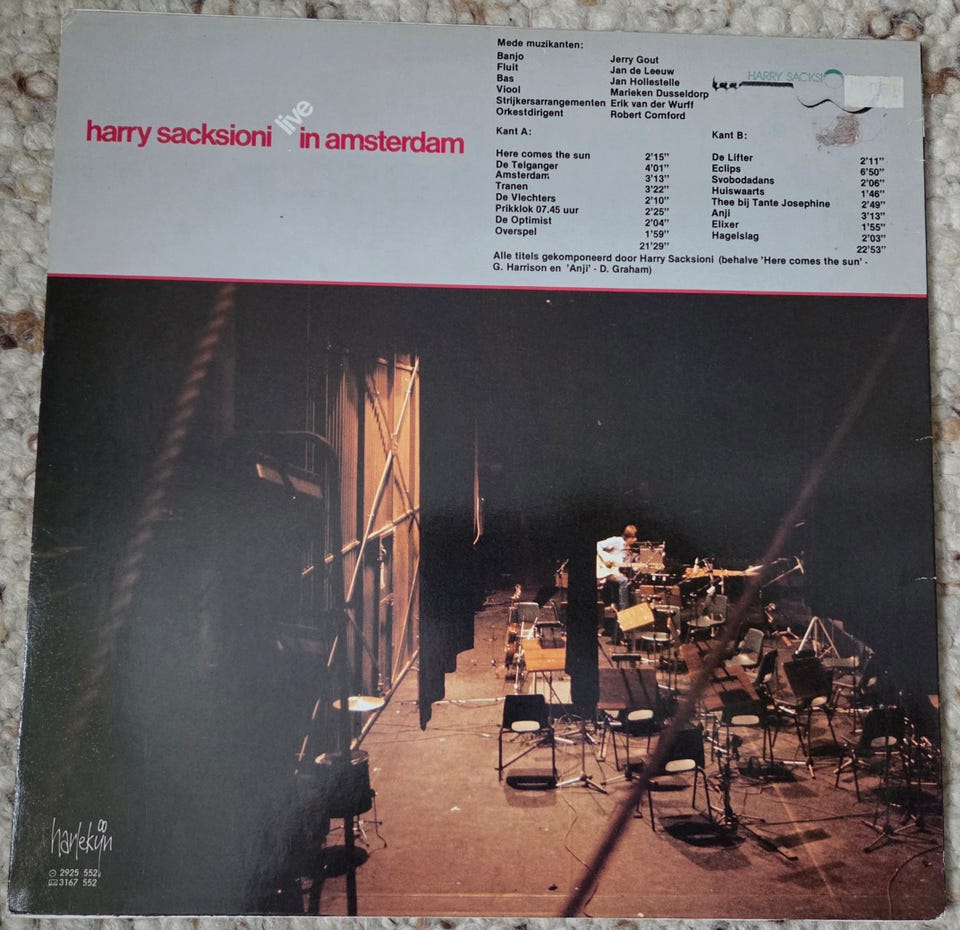 Mede muzikanten:
Banjo Jerry Gout
Fluit Jan de Leeuw
Bas Jan Hollestelle
Viool Marieken Dusseldorp
Strijkersarrangementen Erik van der Wurff
Orkestdirigent Robert Cornford
HARRY SACKSI
harry sacksioni live in amsterdam
Kant A:
Here comes the sun 2'15"
De Telganger 4'01"
Amsterdam 3'13"
Tranen 3'22"
De Vlechters 2'10"
Prikklok 07.45 uur 2'25"
De Optimist 2'04"
Overspel 1'59"
21'29"
Kant B:
De Lifter 2'11"
Eclips 6'50"
Svobodadans 2'06"
Huiswaarts 1'46"
Thee bij Tante Josephine 2'49"
Anji 3'13"
Elixer 1'55"
Hagelslag 2'03"
22'53"
Alle titels gekomponeerd door Harry Sacksioni (behalve 'Here comes the sun' -
G. Harrison en 'Anji' - D. Graham)
harlekijn
2925 552
3167 552